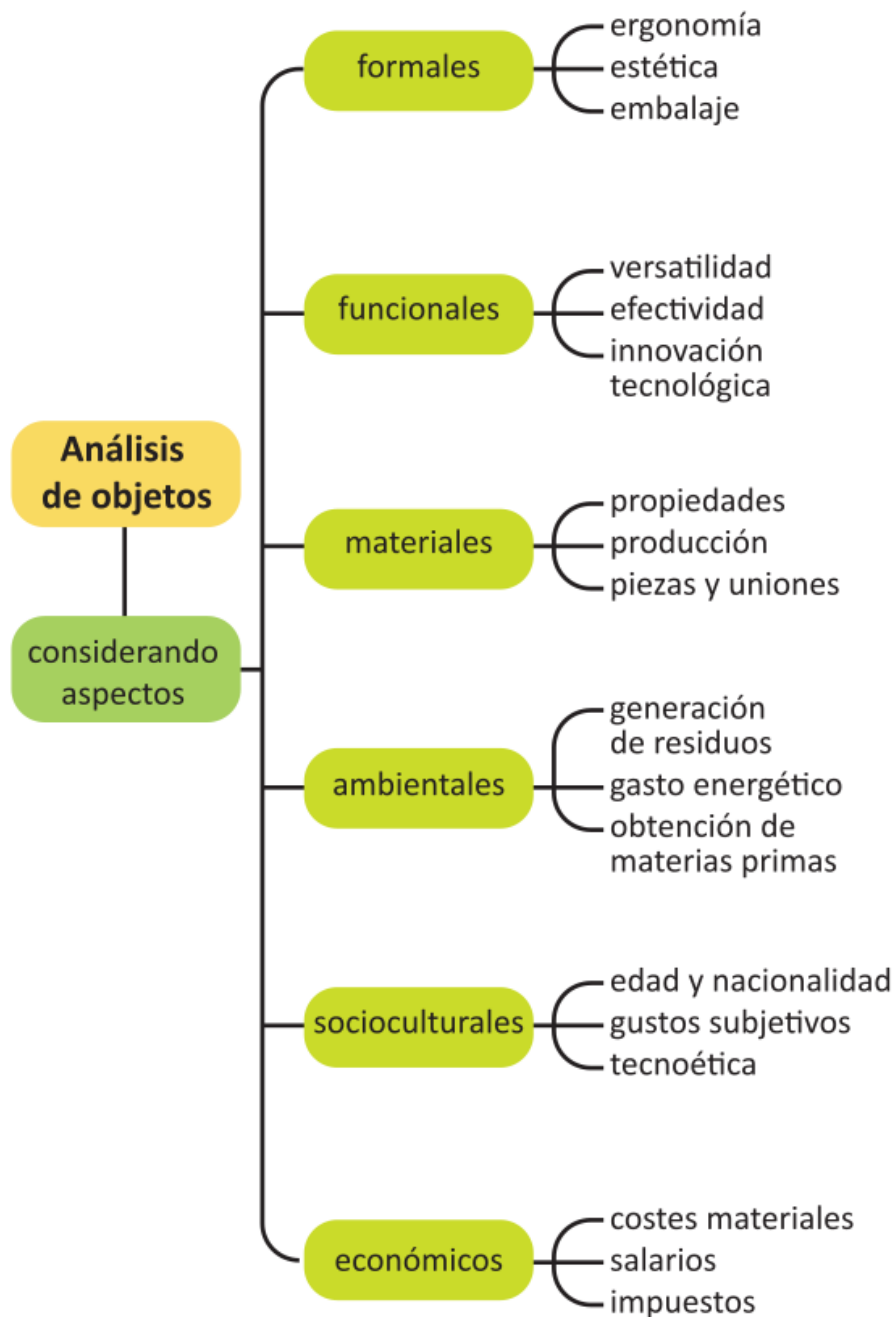 Análisis
de objetos
considerando
aspectos
formales
ergonomía
estética
embalaje
funcionales
versatilidad
efectividad
innovación
tecnológica
materiales
propiedades
producción
piezas y uniones
ambientales
generación
de residuos
gasto energético
obtención de
materias primas
socioculturales
edad y nacionalidad
gustos subjetivos
tecnoética
económicos
costes materiales
salarios
impuestos